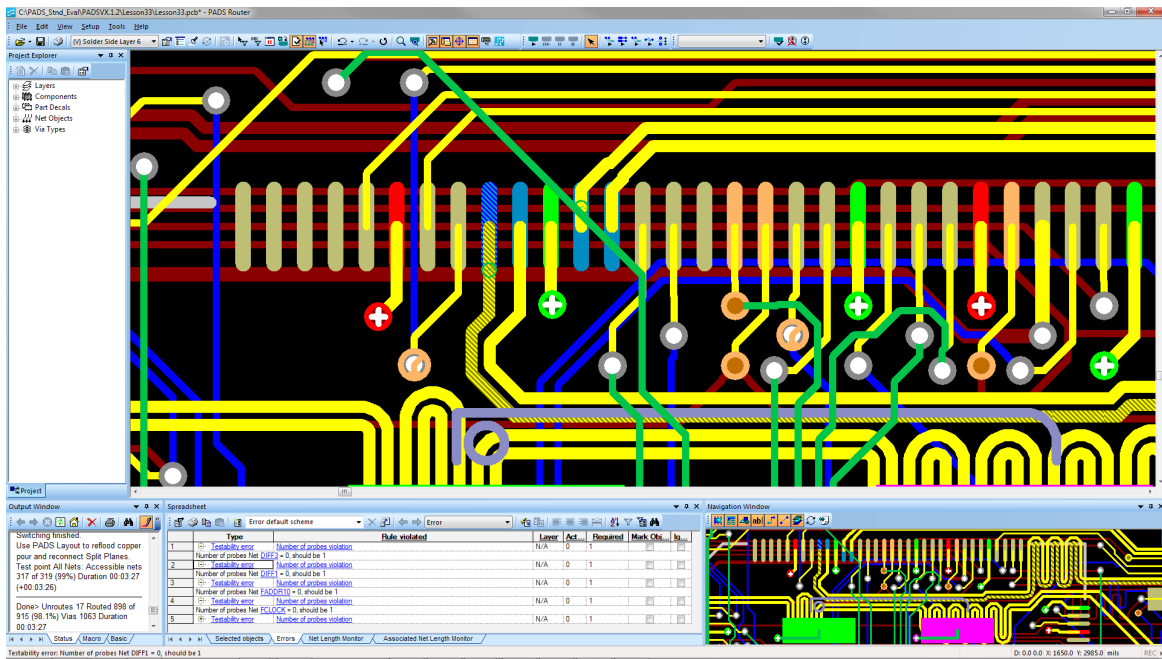 C:\PADS_Stnd_Eval\PADSVX.1.2\Lesson33\Lesson33.pcb* - PADS Router
File Edit View Setup Tools Help
(V) Solder Side Layer 6
Project Explorer
Layers
Components
Part Decals
Net Objects
Via Types
Project
Output Window
Switching finished.
Use PADS Layout to reflood copper
pour and reconnect Split Planes.
Test point All Nets: Accessible nets
317 of 319 (99%) Duration 00:03:27
(+00:03:26)
Done> Unroutes 17 Routed 898 of
915 (98.1%) Vias 1063 Duration
00:03:27
Status Macro Basic
Spreadsheet
Error default scheme Error
Type Rule violated Layer Act... Required Mark Obj... Ig...
1 Testability error Number of probes violation N/A 0 1
Number of probes Net DIFF2 = 0, should be 1
2 Testability error Number of probes violation N/A 0 1
Number of probes Net DIFF1 = 0, should be 1
3 Testability error Number of probes violation N/A 0 1
Number of probes Net FADDR10 = 0, should be 1
4 Testability error Number of probes violation N/A 0 1
Number of probes Net FCLOCK = 0, should be 1
5 Testability error Number of probes violation N/A 0 1
Selected objects Errors Net Length Monitor Associated Net Length Monitor
Navigation Window
Testability error: Number of probes Net DIFF1 = 0, should be 1
D: 0.0 0.0 X: 1650.0 Y: 2985.0 mils REC